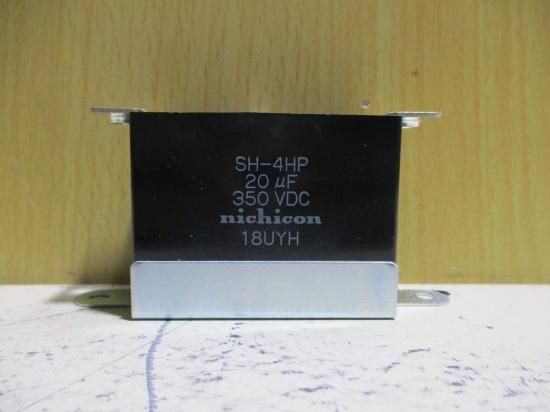 SH-4HP
20 μF
350 VDC
nichicon
18UYH